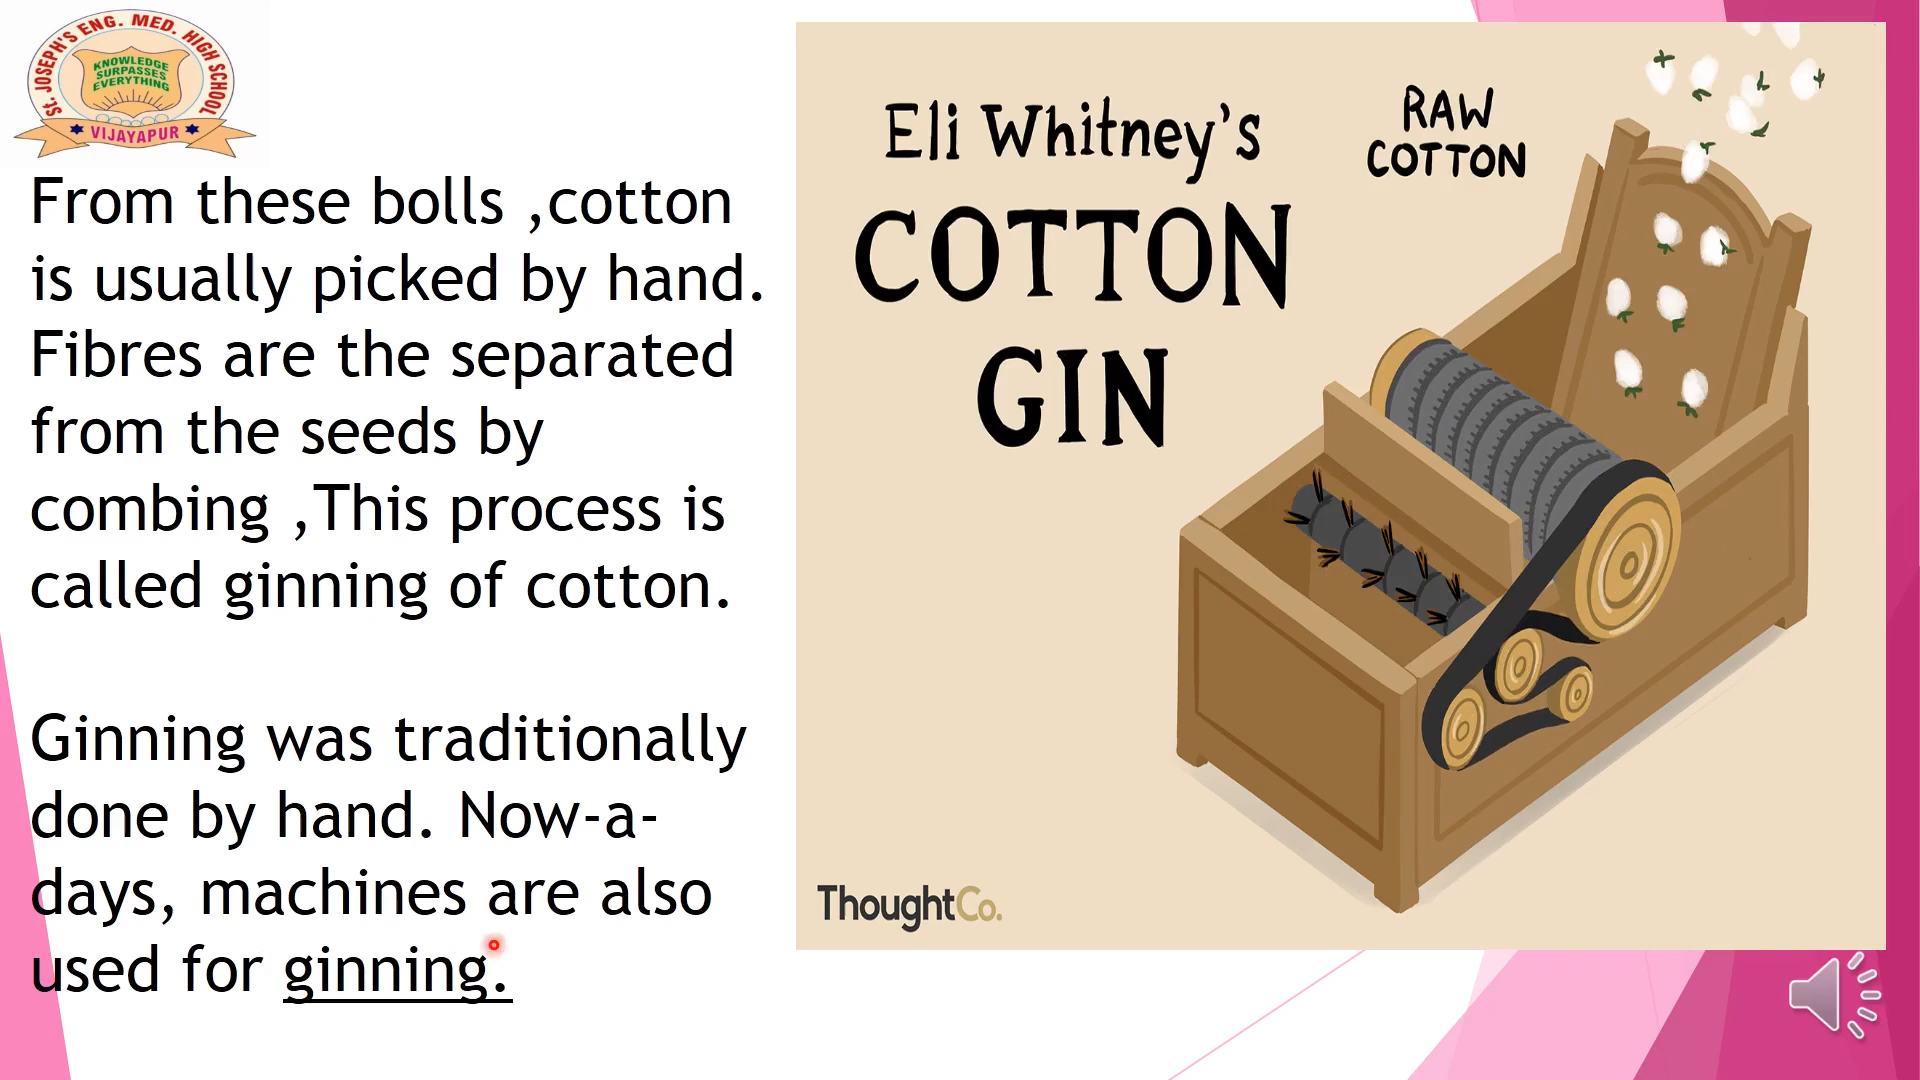 St. JOSEPH'S ENG. MED. HIGH SCHOOL
KNOWLEDGE
SURPASSES
EVERYTHING
VIJAYAPUR
From these bolls ,cotton
is usually picked by hand.
Fibres are the separated
from the seeds by
combing ,This process is
called ginning of cotton.
Ginning was traditionally
done by hand. Now-a-
days, machines are also
used for ginning.
Eli Whitney's
COTTON
GIN
RAW
COTTON
ThoughtCo.